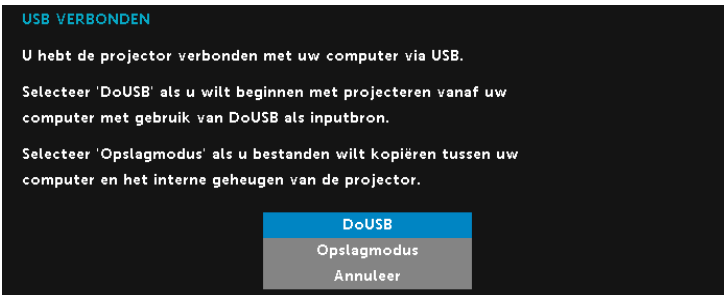 USB VERBONDEN
U hebt de projector verbonden met uw computer via USB.
Selecteer 'DoUSB' als u wilt beginnen met projecteren vanaf uw
computer met gebruik van DoUSB als inputbron.
Selecteer 'Opslagmodus' als u bestanden wilt kopiëren tussen uw
computer en het interne geheugen van de projector.
DoUSB
Opslagmodus
Annuleer